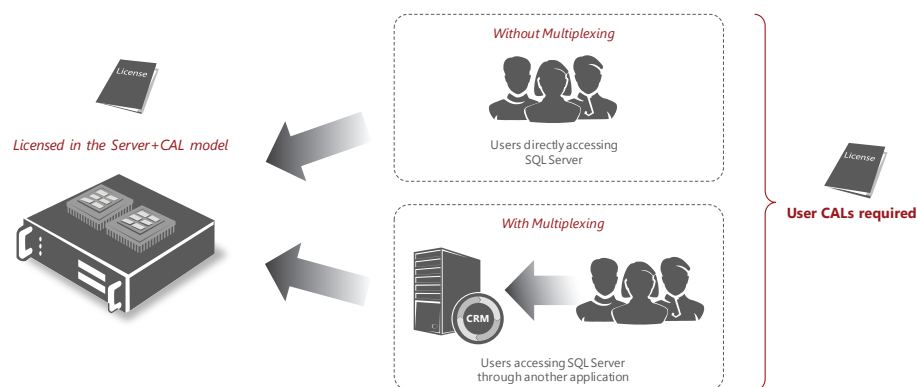 License
Licensed in the Server+CAL model
Without Multiplexing
Users directly accessing
SQL Server
With Multiplexing
CRM
Users accessing SQL Server
through another application
License
User CALs required